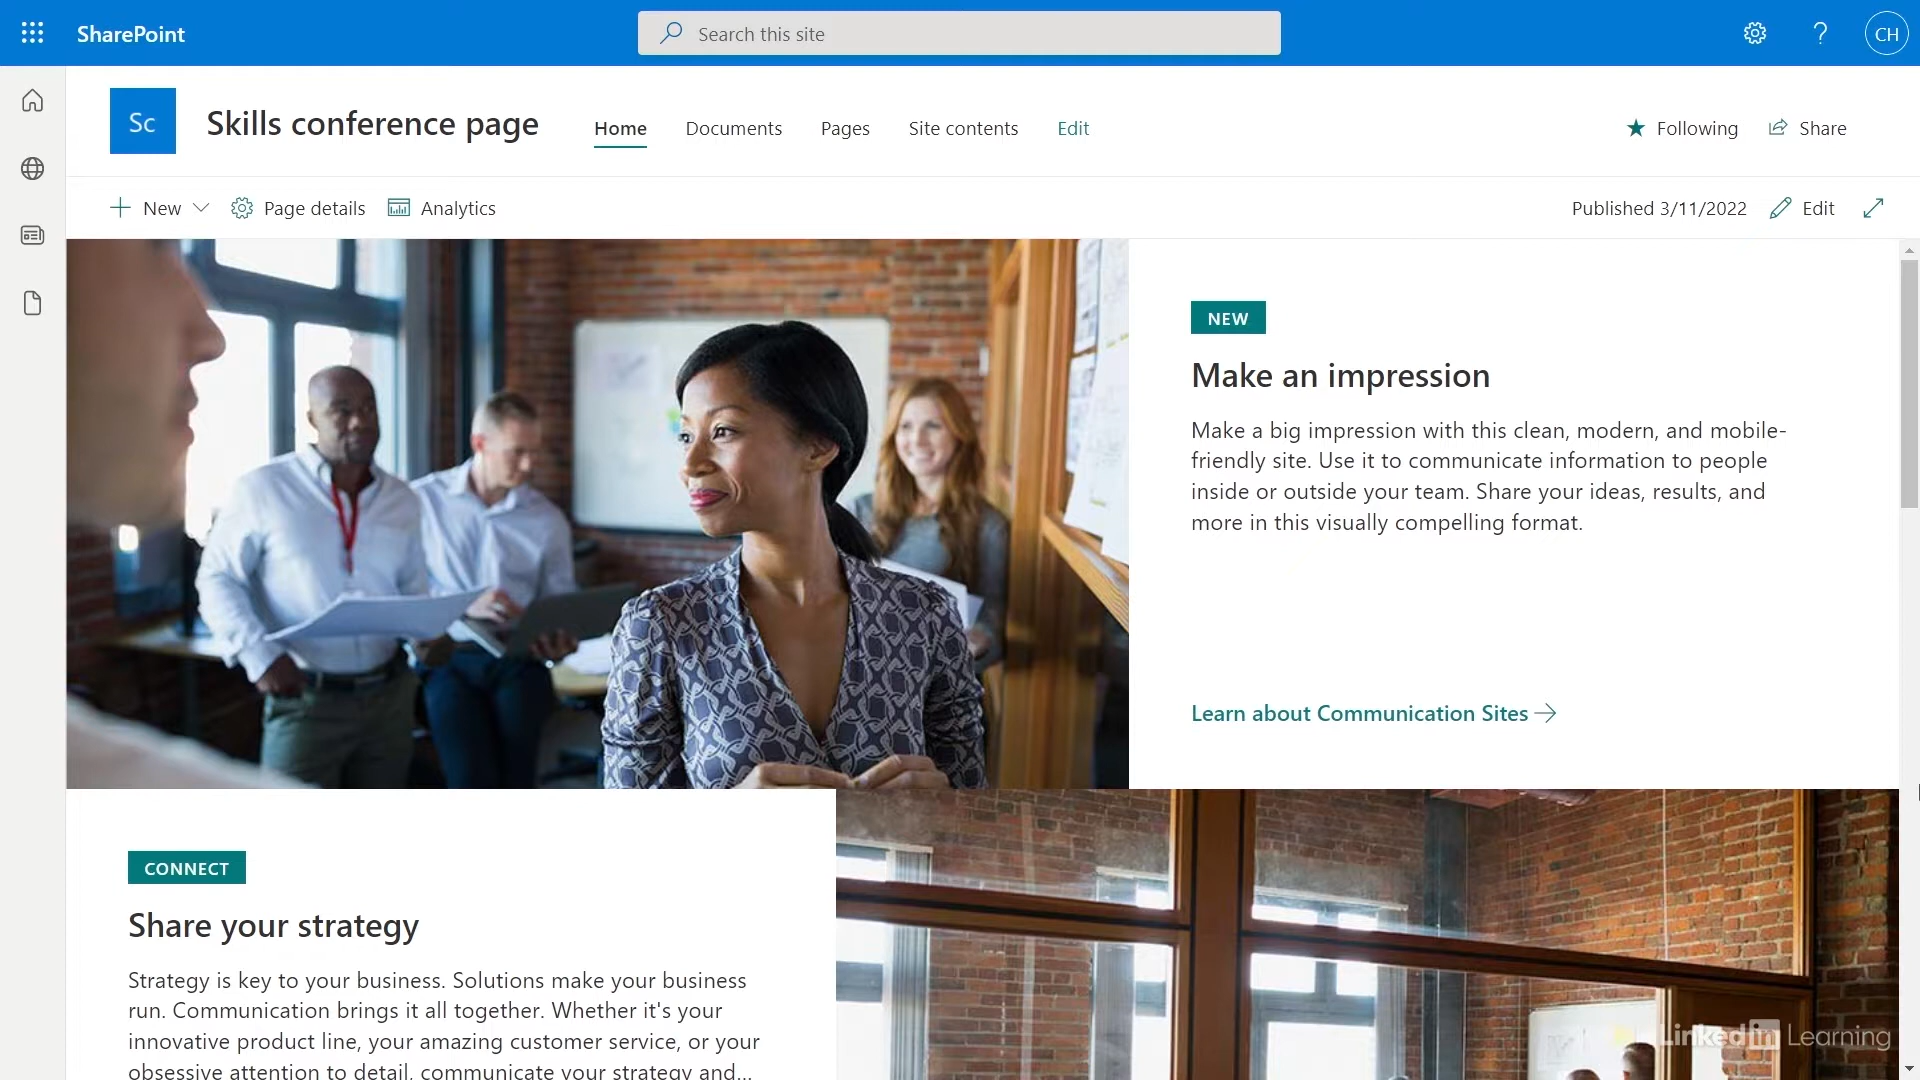 SharePoint
Search this site
CH
Sc
Skills conference page
Home
Documents
Pages
Site contents
Edit
Following
Share
New
Page details
Analytics
Published 3/11/2022
Edit
NEW
Make an impression
Make a big impression with this clean, modern, and mobile-
friendly site. Use it to communicate information to people
inside or outside your team. Share your ideas, results, and
more in this visually compelling format.
Learn about Communication Sites
CONNECT
Share your strategy
Strategy is key to your business. Solutions make your business
run. Communication brings it all together. Whether it's your
innovative product line, your amazing customer service, or your
obsessive attention to detail, communicate your strategy and...
LinkedIn Learning